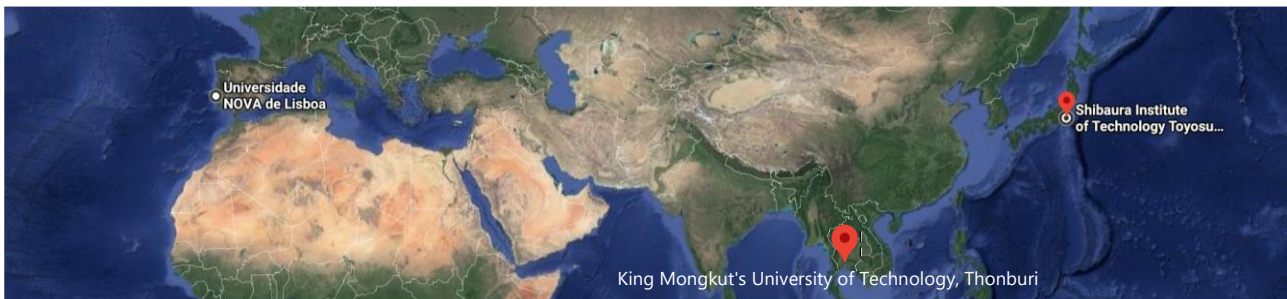 Universidade
NOVA de Lisboa
Shibaura Institute
of Technology Toyosu...
King Mongkut's University of Technology, Thonburi